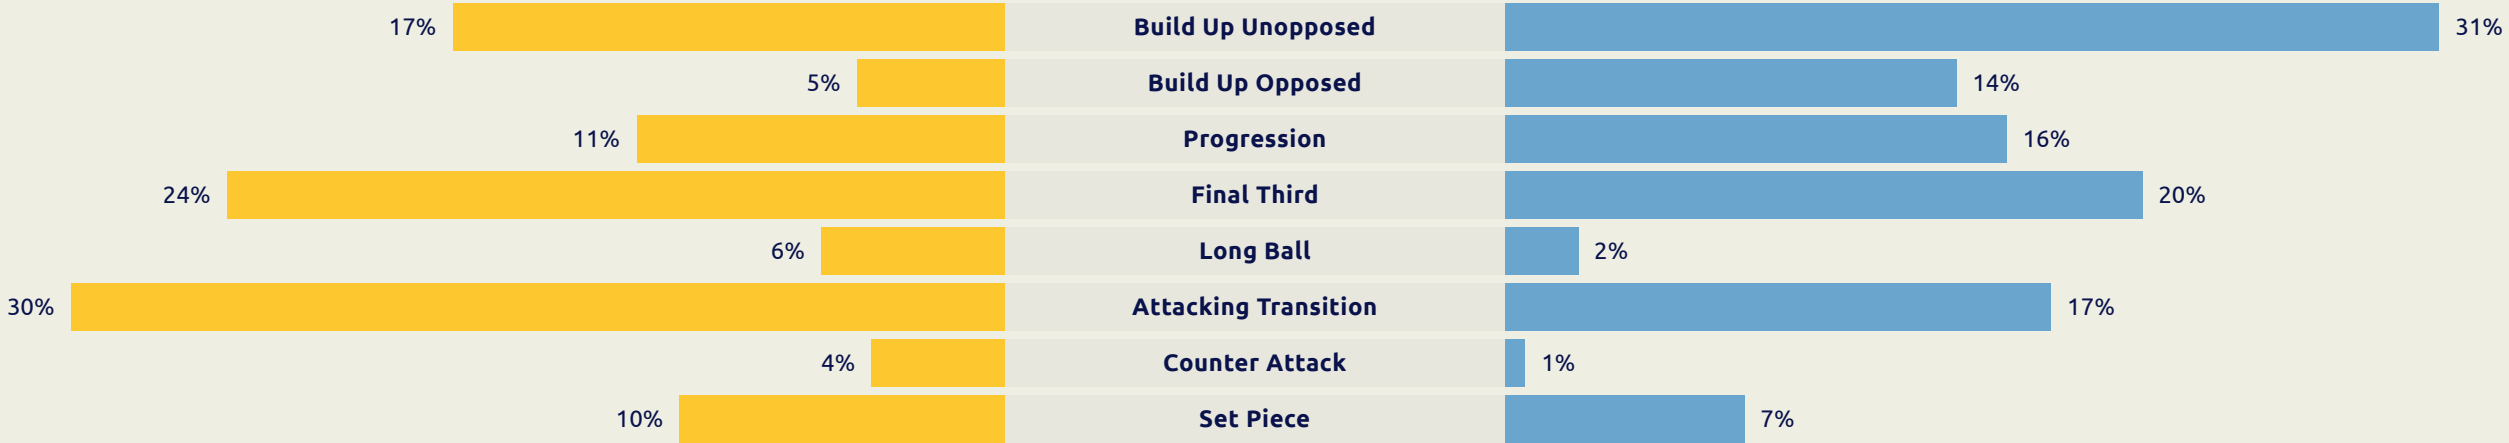 17% Build Up Unopposed 31%
5% Build Up Opposed 14%
11% Progression 16%
24% Final Third 20%
6% Long Ball 2%
30% Attacking Transition 17%
4% Counter Attack 1%
10% Set Piece 7%